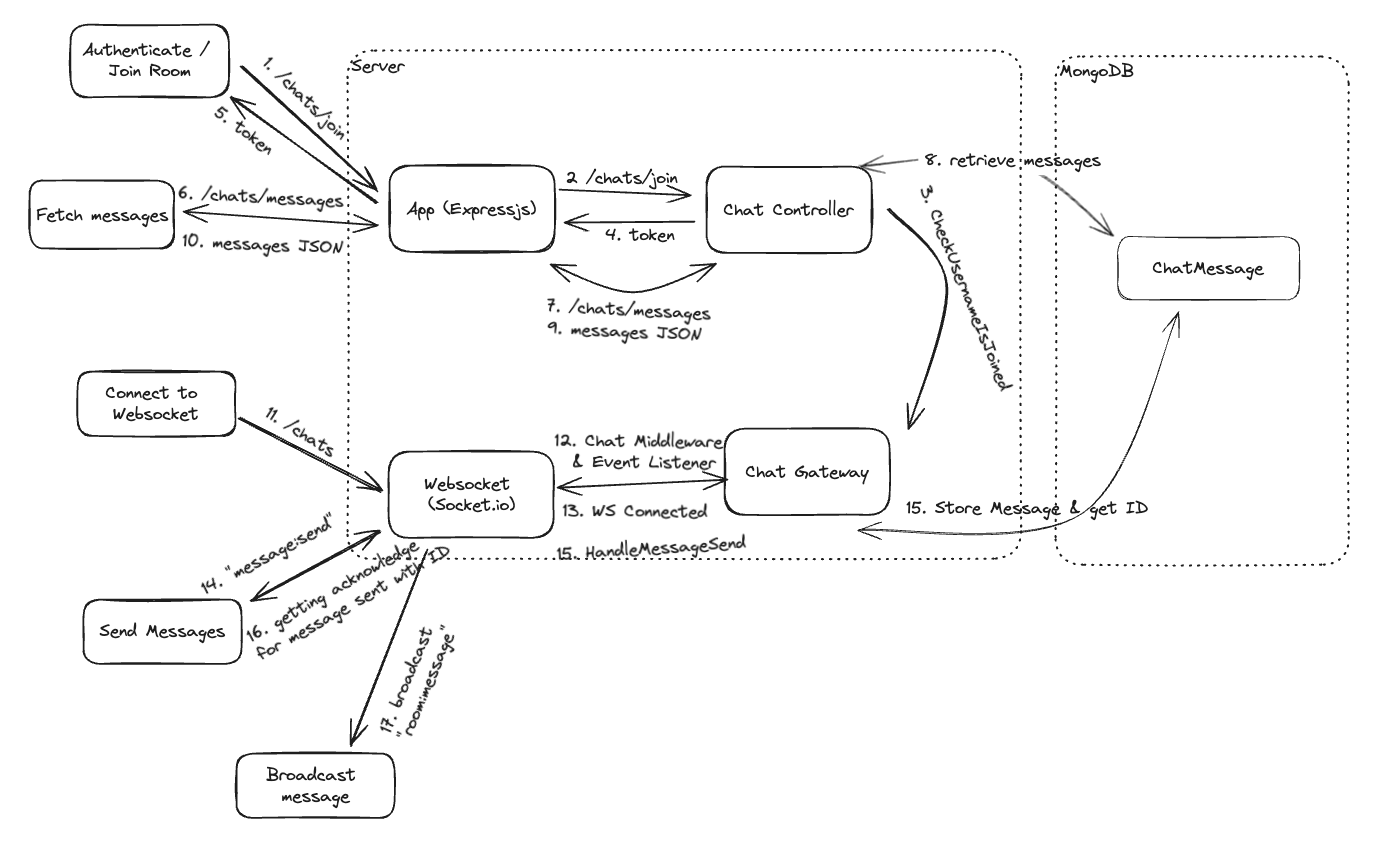 Authenticate /
Join Room
1. /chats/join
5. token
Server
MongoDB
Fetch messages
6. /chats/messages
10. messages JSON
App (Expressjs)
2 /chats/join
4. token
Chat Controller
7. /chats/messages
9. messages JSON
8. retrieve messages
3. CheckUsernameIsJoined
ChatMessage
Connect to
Websocket
11. /chats
Websocket
(Socket.io)
12. Chat Middleware
& Event Listener
13. WS Connected
15. HandleMessageSend
Chat Gateway
15. Store Message & get ID
14. "message:send"
16. getting acknowledge
for message sent with ID
Send Messages
17. broadcast
"room:message"
Broadcast
message